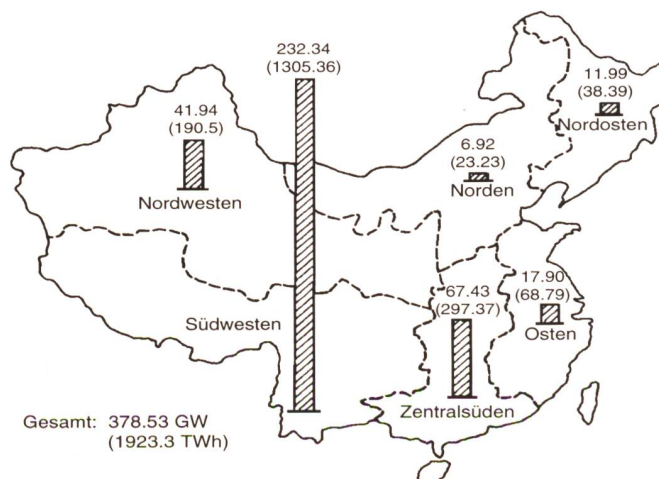 232.34
(1305.36)
11.99
(38.39)
Nordosten
41.94
(190.5)
Nordwesten
6.92
(23.23)
Norden
67.43
(297.37)
Zentralsüden
17.90
(68.79)
Osten
Südwesten
Gesamt: 378.53 GW
(1923.3 TWh)